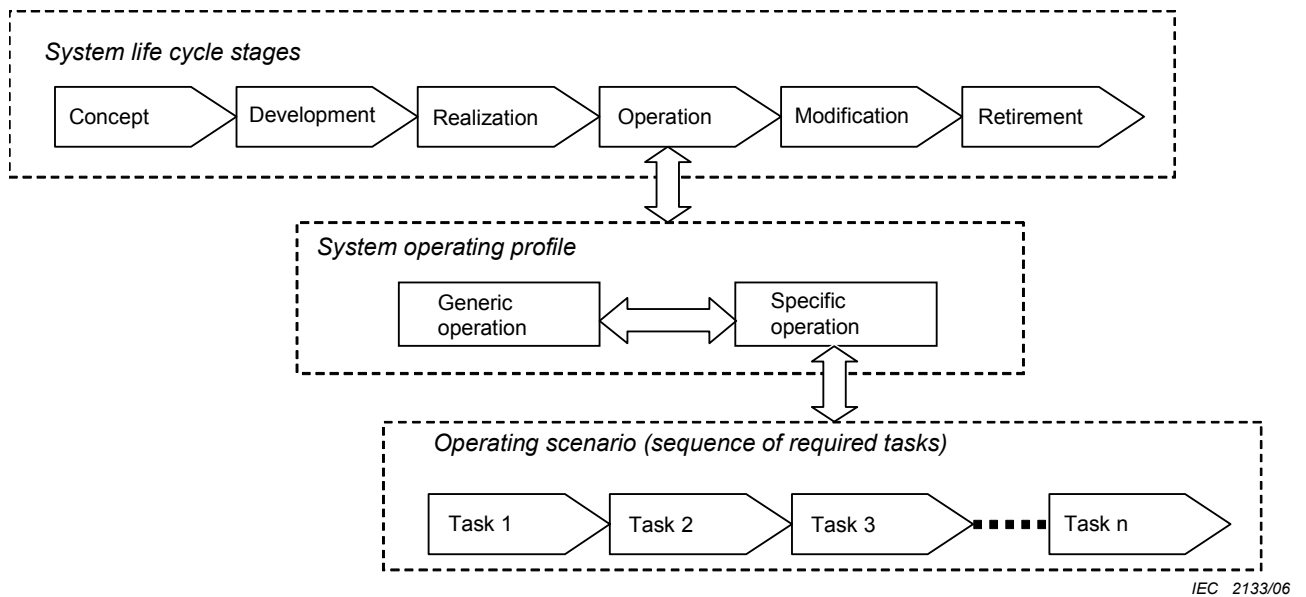 System life cycle stages
Concept
Development
Realization
Operation
Modification
Retirement
System operating profile
Generic
operation
Specific
operation
Operating scenario (sequence of required tasks)
Task 1
Task 2
Task 3
Task n
IEC 2133/06